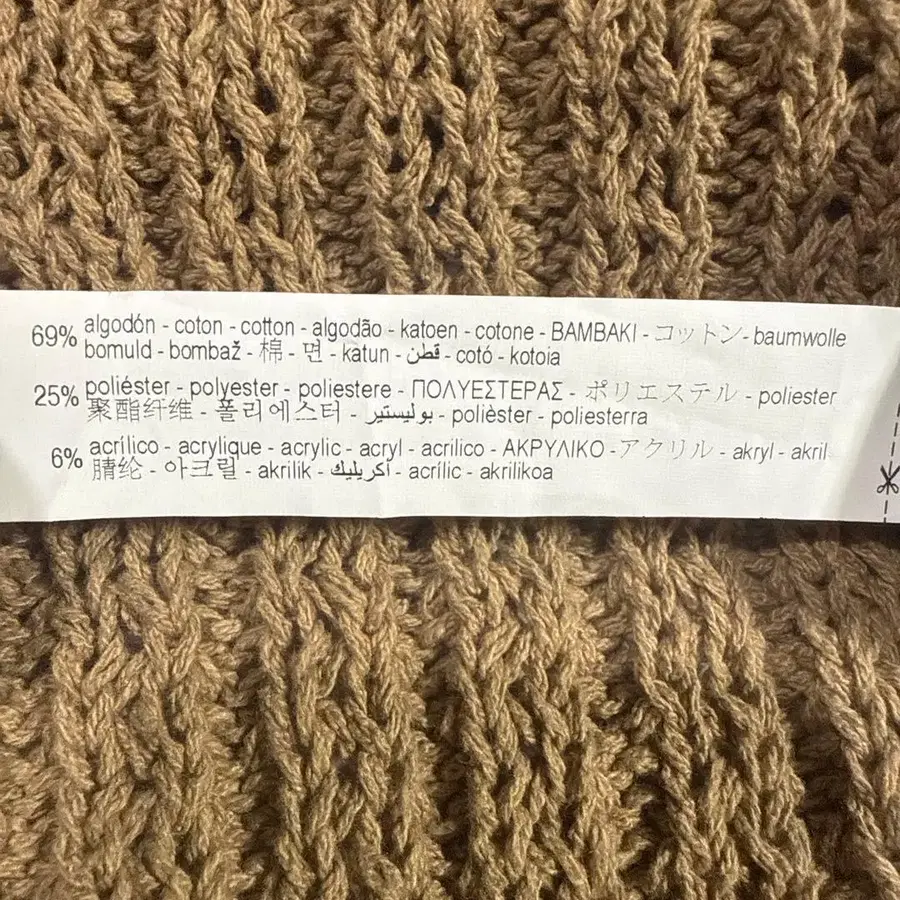 69% algodón - coton - cotton - algodão - katoen - cotone - ΒΑΜΒΑΚΙ - コットン - baumwolle
bomuld - bombaž - 棉 - 면 - katun - قطن - cotó - kotoia
25% poliéster - polyester - poliestere - ΠΟΛΥΕΣΤΕΡΑΣ - ポリエステル - poliester
聚酯纤维 - 폴리에스터 - بوليستير - polièster - poliesterra
6% acrílico - acrylique - acrylic - acryl - acrilico - ΑΚΡΥΛΙΚΟ - アクリル - akryl - akril
腈纶 - 아크릴 - akrilik - أكريليك - acrílic - akrilikoa